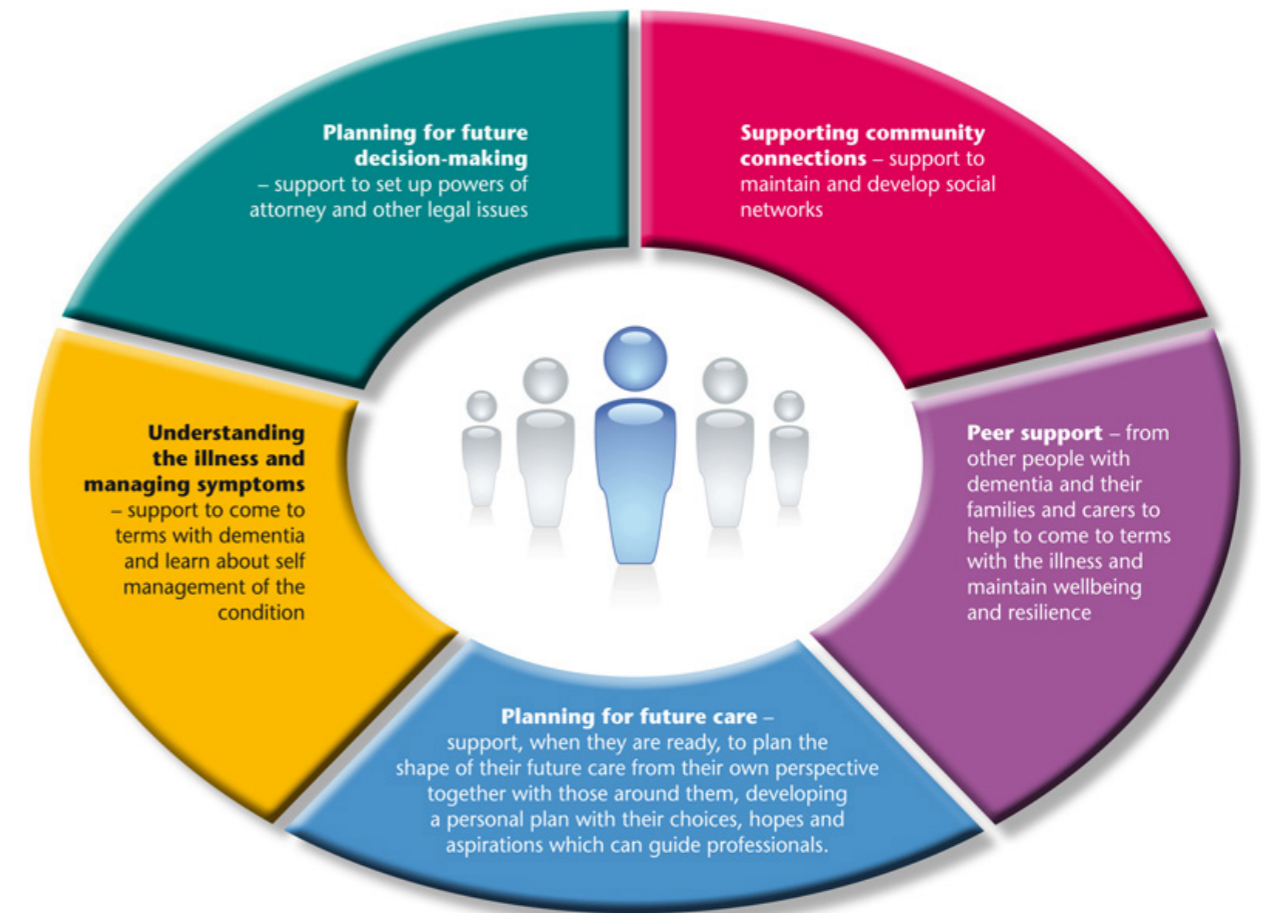 Planning for future
decision-making
– support to set up powers of
attorney and other legal issues
Supporting community
connections – support to
maintain and develop social
networks
Understanding
the illness and
managing symptoms
– support to come to
terms with dementia
and learn about self
management of the
condition
Peer support – from
other people with
dementia and their
families and carers to
help to come to terms
with the illness and
maintain wellbeing
and resilience
Planning for future care –
support, when they are ready, to plan the
shape of their future care from their own perspective
together with those around them, developing
a personal plan with their choices, hopes and
aspirations which can guide professionals.